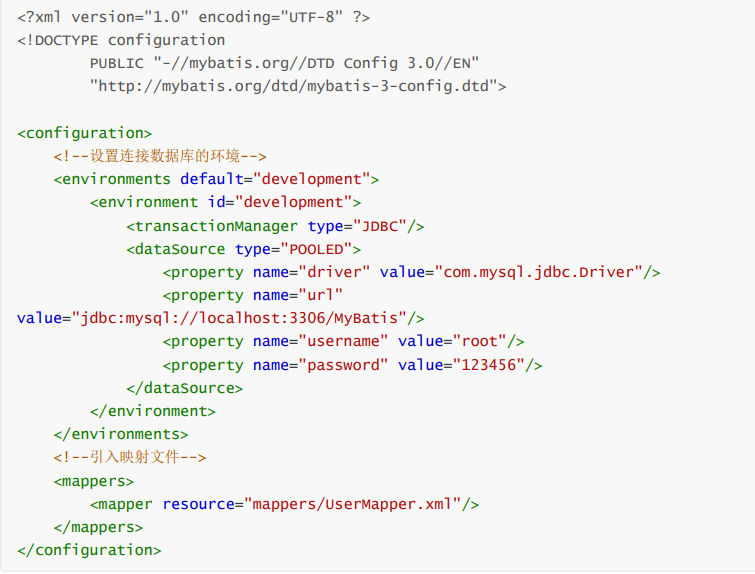 <?xml version="1.0" encoding="UTF-8" ?>
<!DOCTYPE configuration
        PUBLIC "-//mybatis.org//DTD Config 3.0//EN"
        "http://mybatis.org/dtd/mybatis-3-config.dtd">

<configuration>
    <!--设置连接数据库的环境-->
    <environments default="development">
        <environment id="development">
            <transactionManager type="JDBC"/>
            <dataSource type="POOLED">
                <property name="driver" value="com.mysql.jdbc.Driver"/>
                <property name="url"
value="jdbc:mysql://localhost:3306/MyBatis"/>
                <property name="username" value="root"/>
                <property name="password" value="123456"/>
            </dataSource>
        </environment>
    </environments>
    <!--引入映射文件-->
    <mappers>
        <mapper resource="mappers/UserMapper.xml"/>
    </mappers>
</configuration>